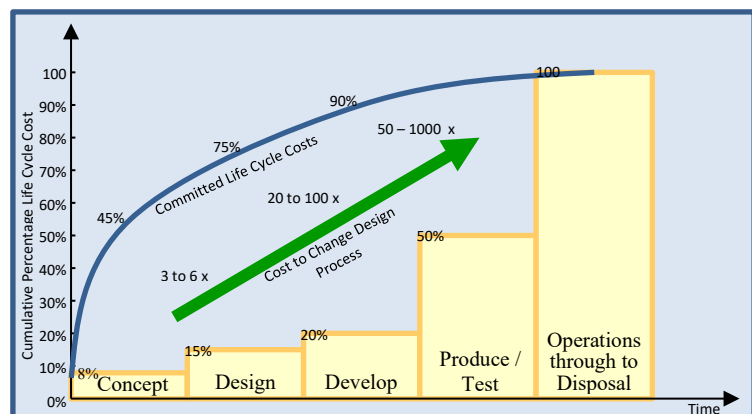 Cumulative Percentage Life Cycle Cost
100
90%
80%
70%
60%
50%
40%
30%
20%
10%
0%
45%
75%
90%
100
Committed Life Cycle Costs
3 to 6 x
20 to 100 x
50 – 1000 x
Cost to Change Design
Process
8%
15%
20%
50%
Concept
Design
Develop
Produce /
Test
Operations
through to
Disposal
Time